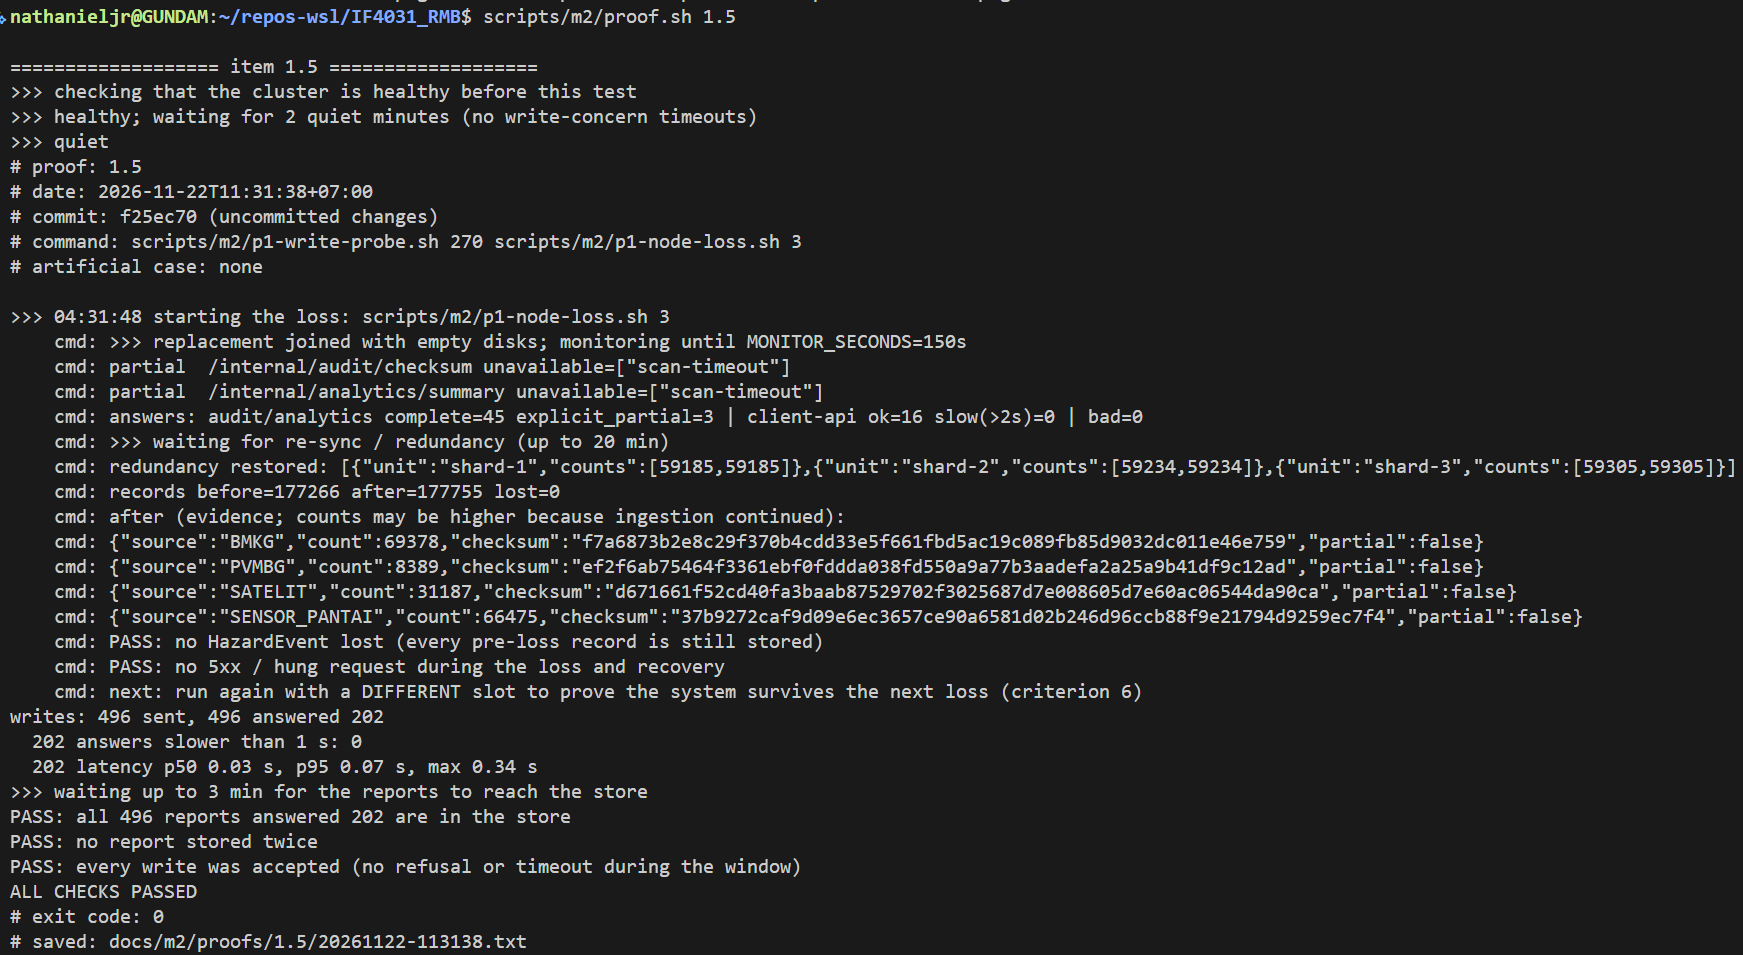 nathanieljr@GUNDAM:~/repos-wsl/IF4031_RMB$ scripts/m2/proof.sh 1.5
=================== item 1.5 ===================
>>> checking that the cluster is healthy before this test
>>> healthy; waiting for 2 quiet minutes (no write-concern timeouts)
>>> quiet
# proof: 1.5
# date: 2026-11-22T11:31:38+07:00
# commit: f25ec70 (uncommitted changes)
# command: scripts/m2/p1-write-probe.sh 270 scripts/m2/p1-node-loss.sh 3
# artificial case: none
>>> 04:31:48 starting the loss: scripts/m2/p1-node-loss.sh 3
    cmd: >>> replacement joined with empty disks; monitoring until MONITOR_SECONDS=150s
    cmd: partial  /internal/audit/checksum unavailable=["scan-timeout"]
    cmd: partial  /internal/analytics/summary unavailable=["scan-timeout"]
    cmd: answers: audit/analytics complete=45 explicit_partial=3 | client-api ok=16 slow(>2s)=0 | bad=0
    cmd: >>> waiting for re-sync / redundancy (up to 20 min)
    cmd: redundancy restored: [{"unit":"shard-1","counts":[59185,59185]},{"unit":"shard-2","counts":[59234,59234]},{"unit":"shard-3","counts":[59305,59305]}]
    cmd: records before=177266 after=177755 lost=0
    cmd: after (evidence; counts may be higher because ingestion continued):
    cmd: {"source":"BMKG","count":69378,"checksum":"f7a6873b2e8c29f370b4cdd33e5f661fbd5ac19c089fb85d9032dc011e46e759","partial":false}
    cmd: {"source":"PVMBG","count":8389,"checksum":"ef2f6ab75464f3361ebf0fddda038fd550a9a77b3aadefa2a25a9b41df9c12ad","partial":false}
    cmd: {"source":"SATELIT","count":31187,"checksum":"d671661f52cd40fa3baab87529702f3025687d7e008605d7e60ac06544da90ca","partial":false}
    cmd: {"source":"SENSOR_PANTAI","count":66475,"checksum":"37b9272caf9d09e6ec3657ce90a6581d02b246d96ccb88f9e21794d9259ec7f4","partial":false}
    cmd: PASS: no HazardEvent lost (every pre-loss record is still stored)
    cmd: PASS: no 5xx / hung request during the loss and recovery
    cmd: next: run again with a DIFFERENT slot to prove the system survives the next loss (criterion 6)
writes: 496 sent, 496 answered 202
  202 answers slower than 1 s: 0
  202 latency p50 0.03 s, p95 0.07 s, max 0.34 s
>>> waiting up to 3 min for the reports to reach the store
PASS: all 496 reports answered 202 are in the store
PASS: no report stored twice
PASS: every write was accepted (no refusal or timeout during the window)
ALL CHECKS PASSED
# exit code: 0
# saved: docs/m2/proofs/1.5/20261122-113138.txt